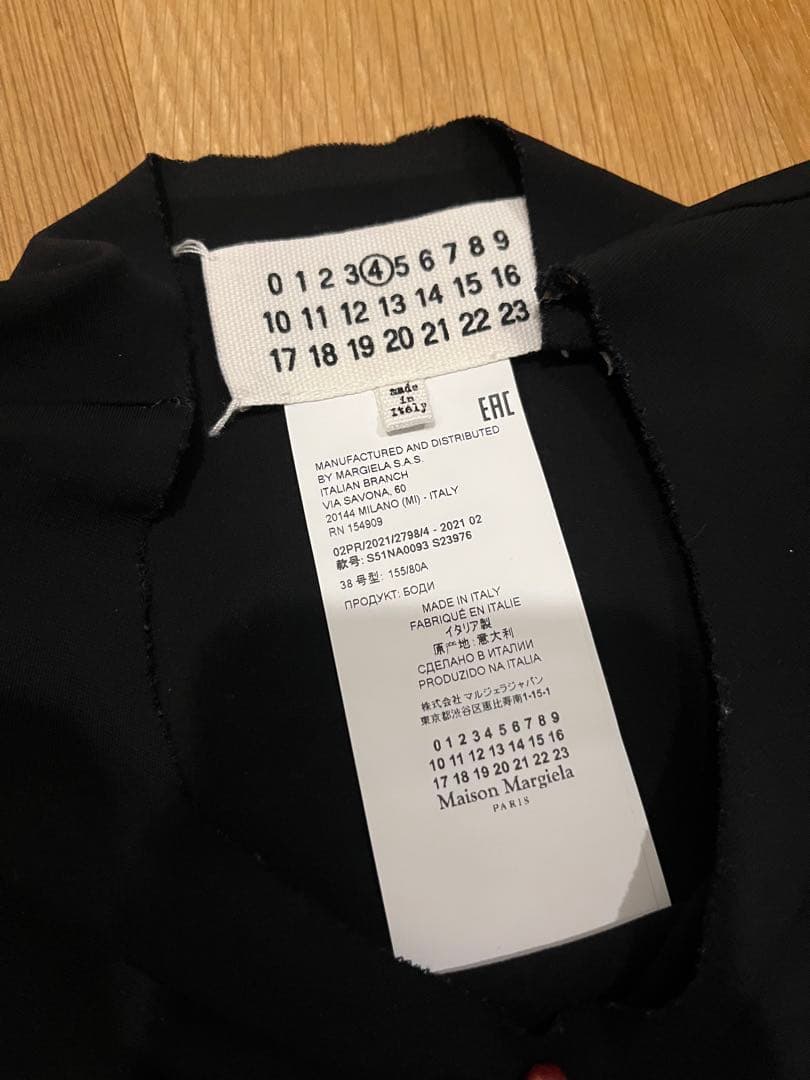 0 1 2 3 4 5 6 7 8 9
10 11 12 13 14 15 16
17 18 19 20 21 22 23
made
in
Italy
EAC
MANUFACTURED AND DISTRIBUTED
BY MARGIELA S.A.S.
ITALIAN BRANCH
VIA SAVONA, 60
20144 MILANO (MI) - ITALY
RN 154909
02PR/2021/2798/4 - 2021 02
款号: S51NA0093 S23976
38 号型: 155/80A
ПРОДУКТ: БОДИ
MADE IN ITALY
FABRIQUÉ EN ITALIE
イタリア製
原产地: 意大利
СДЕЛАНО В ИТАЛИИ
PRODUZIDO NA ITALIA
株式会社 マルジェラジャパン
東京都渋谷区恵比寿南1-15-1
0 1 2 3 4 5 6 7 8 9
10 11 12 13 14 15 16
17 18 19 20 21 22 23
Maison Margiela
PARIS